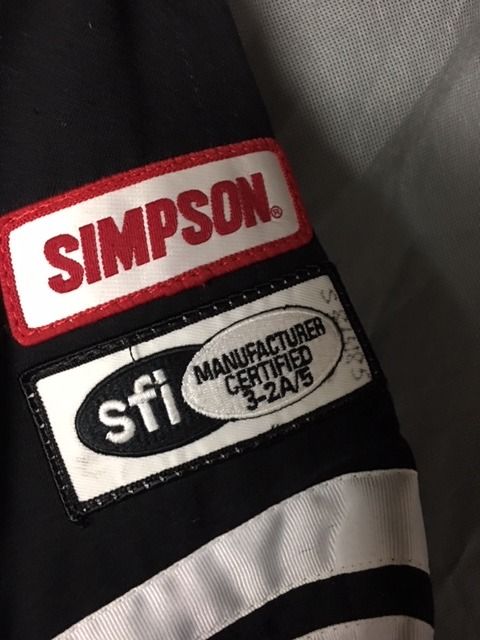 SIMPSON®
sfi
MANUFACTURER
CERTIFIED
3-2A/5